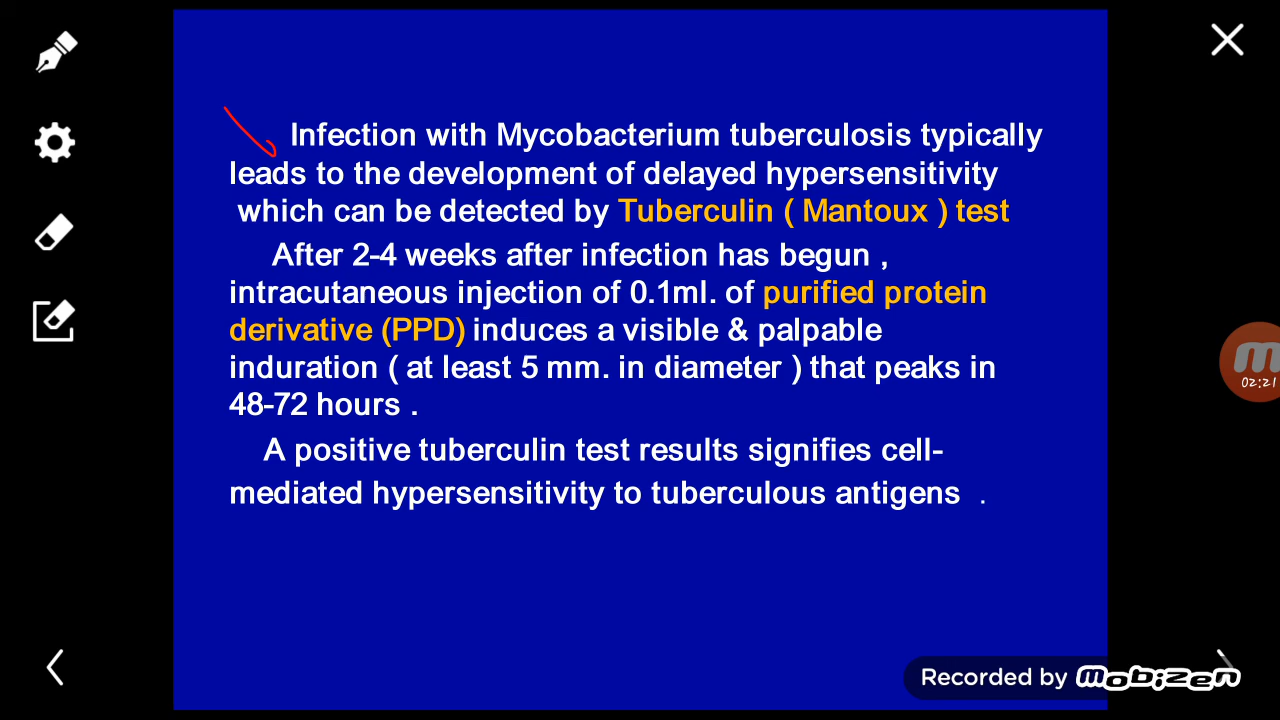 Infection with Mycobacterium tuberculosis typically
leads to the development of delayed hypersensitivity
which can be detected by Tuberculin ( Mantoux ) test
After 2-4 weeks after infection has begun ,
intracutaneous injection of 0.1ml. of purified protein
derivative (PPD) induces a visible & palpable
induration ( at least 5 mm. in diameter ) that peaks in
48-72 hours .
A positive tuberculin test results signifies cell-
mediated hypersensitivity to tuberculous antigens .
02:21
Recorded by Mobizen